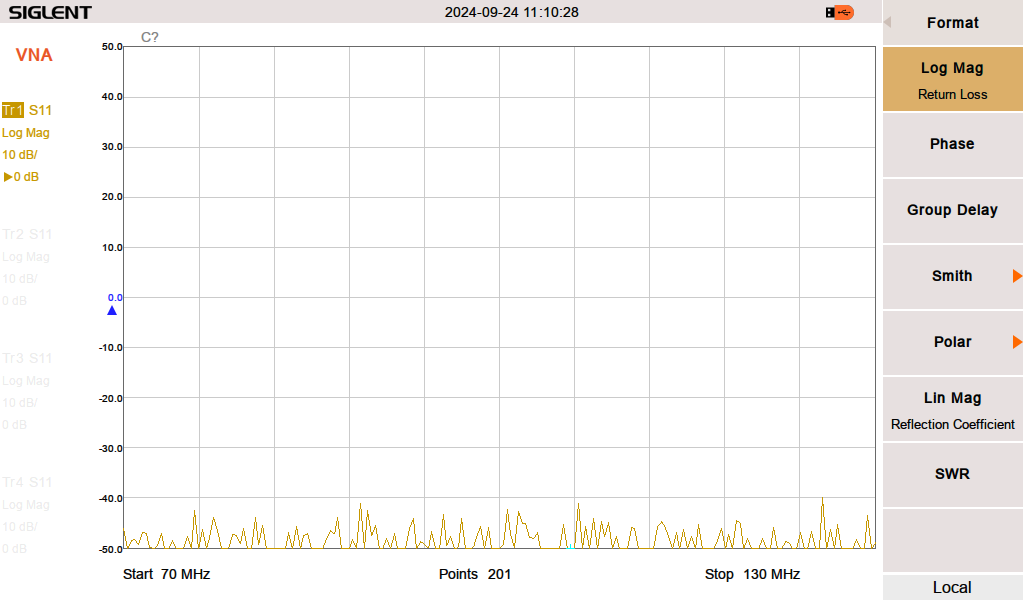 SIGLENT
2024-09-24 11:10:28
VNA
Tr1 S11
Log Mag
10 dB/
▶0 dB
Tr2 S11
Log Mag
10 dB/
0 dB
Tr3 S11
Log Mag
10 dB/
0 dB
Tr4 S11
Log Mag
10 dB/
0 dB
C?
50.0
40.0
30.0
20.0
10.0
0.0
-10.0
-20.0
-30.0
-40.0
-50.0
Start 70 MHz
Points 201
Stop 130 MHz
Format
Log Mag
Return Loss
Phase
Group Delay
Smith
Polar
Lin Mag
Reflection Coefficient
SWR
Local